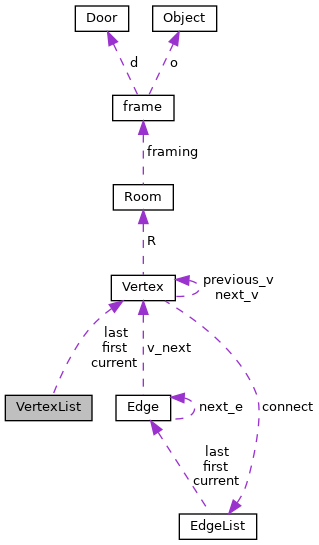 Door
Object
d
o
frame
framing
Room
R
Vertex
previous_v
next_v
last
first
current
v_next
VertexList
Edge
next_e
connect
last
first
current
EdgeList